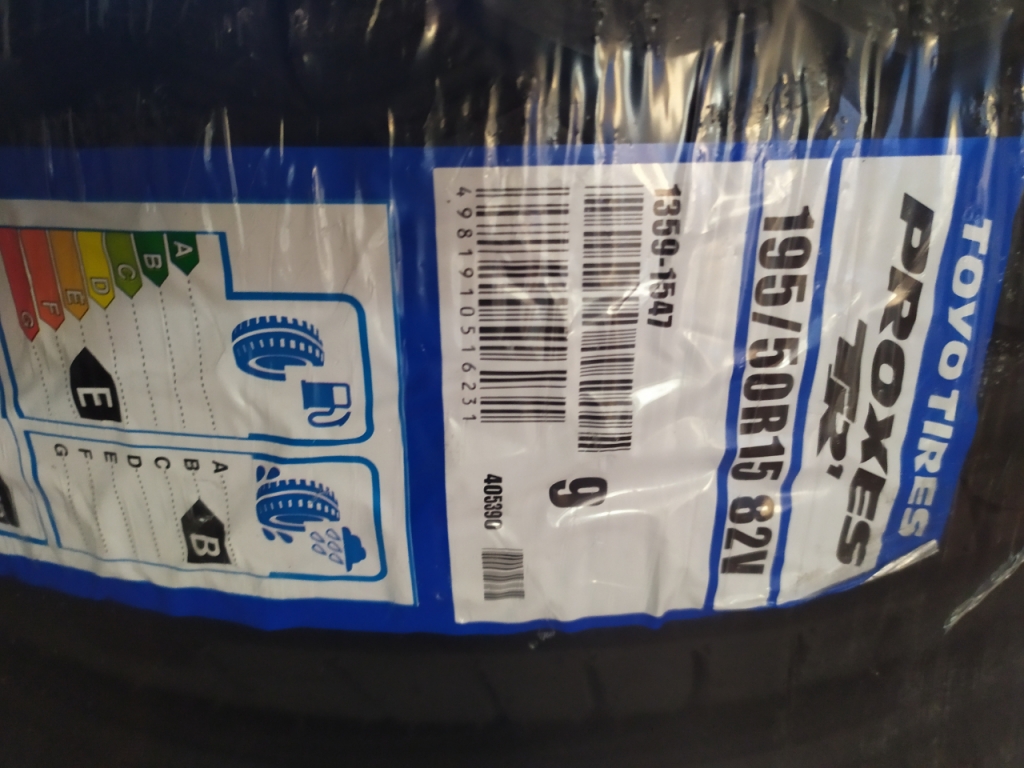 TOYO TIRES
PROXES
TR1
195/50R15 82V
1359-1547
9
4981910516231
405390
A
B
C
D
E
F
G
E
A
B
C
D
E
F
G
B